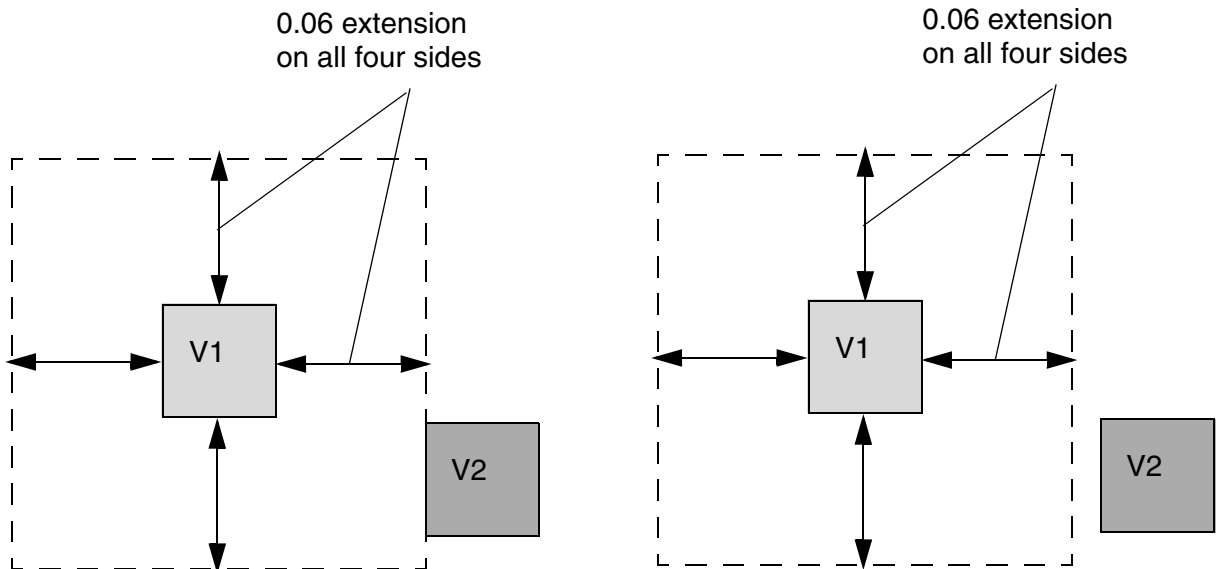 0.06 extension
on all four sides
0.06 extension
on all four sides
V1
V2
V1
V2